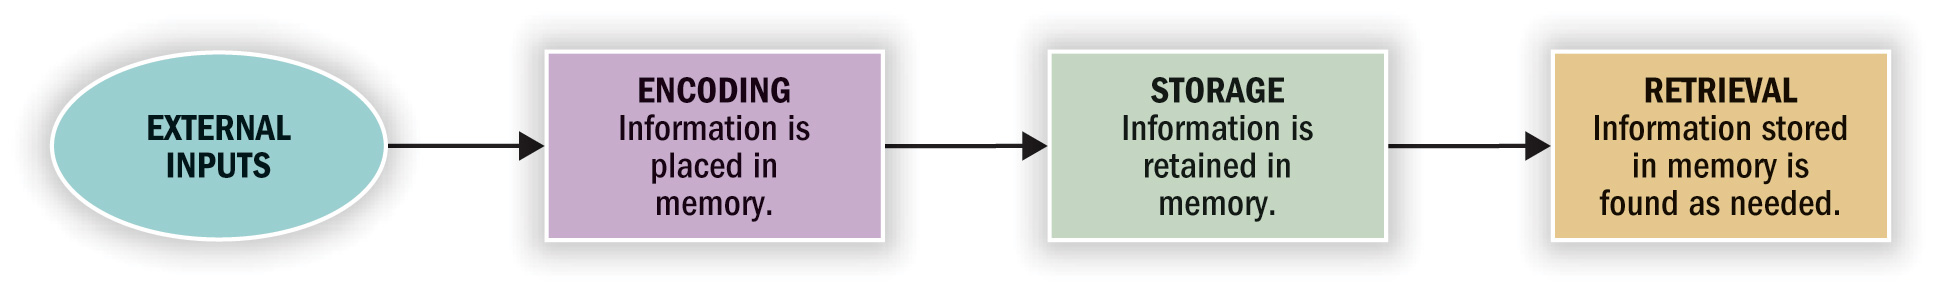 EXTERNAL
INPUTS
ENCODING
Information is
placed in
memory.
STORAGE
Information is
retained in
memory.
RETRIEVAL
Information stored
in memory is
found as needed.